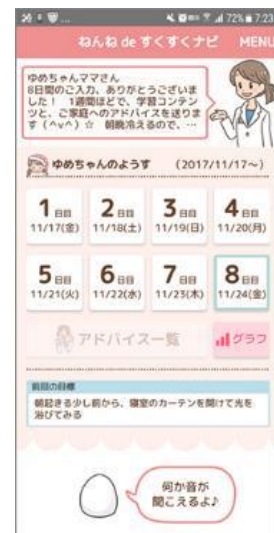 72% 7:23
ねんね de すくすくナビ MENU
ゆめちゃんママさん
8日間のご入力、ありがとうございま
した! 1週間ほどで、学習コンテン
ツと、ご家庭へのアドバイスを送りま
す(^v^)☆ 朝晩冷えるので、…
ゆめちゃんのようす (2017/11/17~)
1日目 2日目 3日目 4日目
11/17(金) 11/18(土) 11/19(日) 11/20(月)
5日目 6日目 7日目 8日目
11/21(火) 11/22(水) 11/23(木) 11/24(金)
アドバイス一覧 グラフ
前回の目標
朝起きる少し前から、寝室のカーテンを開けて光を
浴びてみる
何か音が
聞こえるよ♪